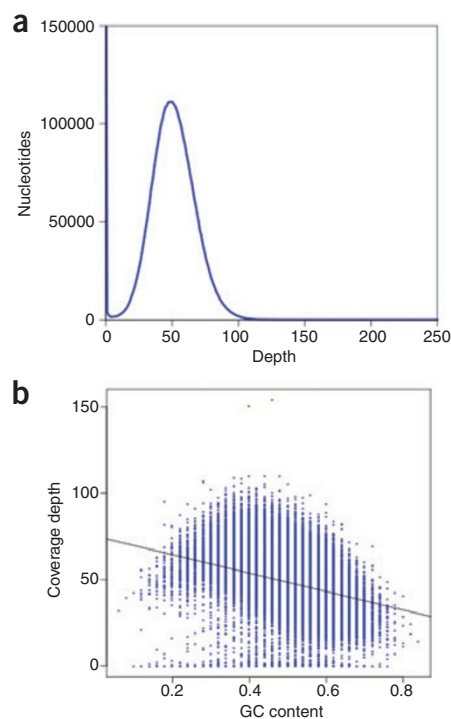 a
150000
100000
50000
0
Nucleotides
0 50 100 150 200 250
Depth
b
150
100
50
0
Coverage depth
0.2 0.4 0.6 0.8
GC content